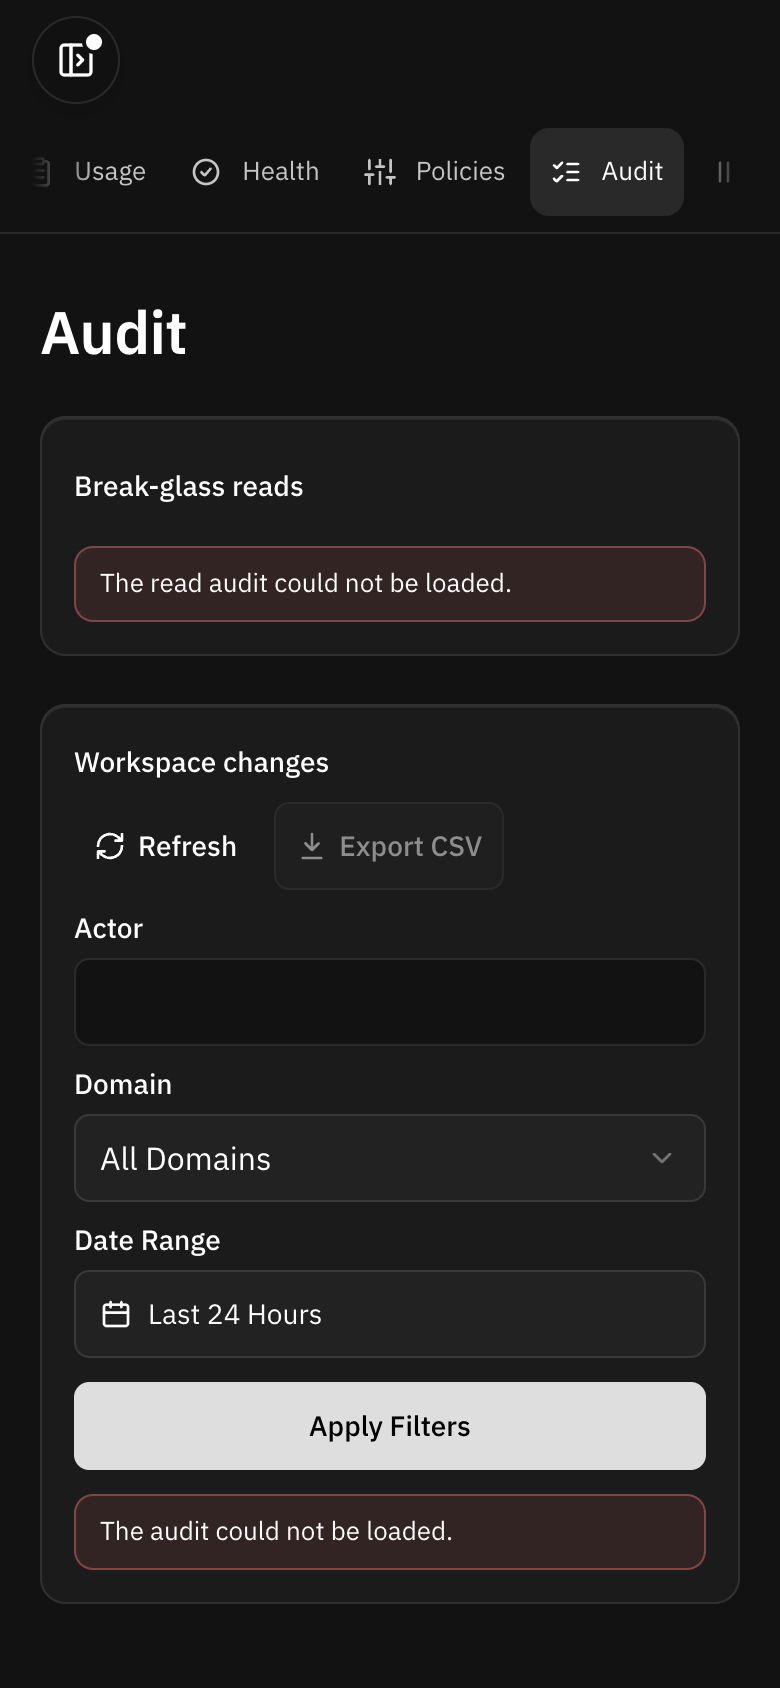 Usage
Health
Policies
Audit
Audit
Break-glass reads
The read audit could not be loaded.
Workspace changes
Refresh
Export CSV
Actor
Domain
All Domains
Date Range
Last 24 Hours
Apply Filters
The audit could not be loaded.